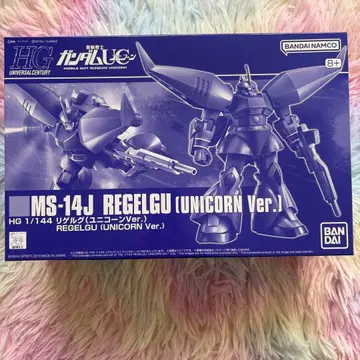 HG
UNIVERSAL CENTURY
機動戦士
ガンダムUC
MOBILE SUIT GUNDAM UNICORN
BANDAI NAMCO
8+
MS-14J REGELGU (UNICORN Ver.)
HG 1/144 リゲルグ(ユニコーンVer.)
REGELGU (UNICORN Ver.)
BAN
DAI